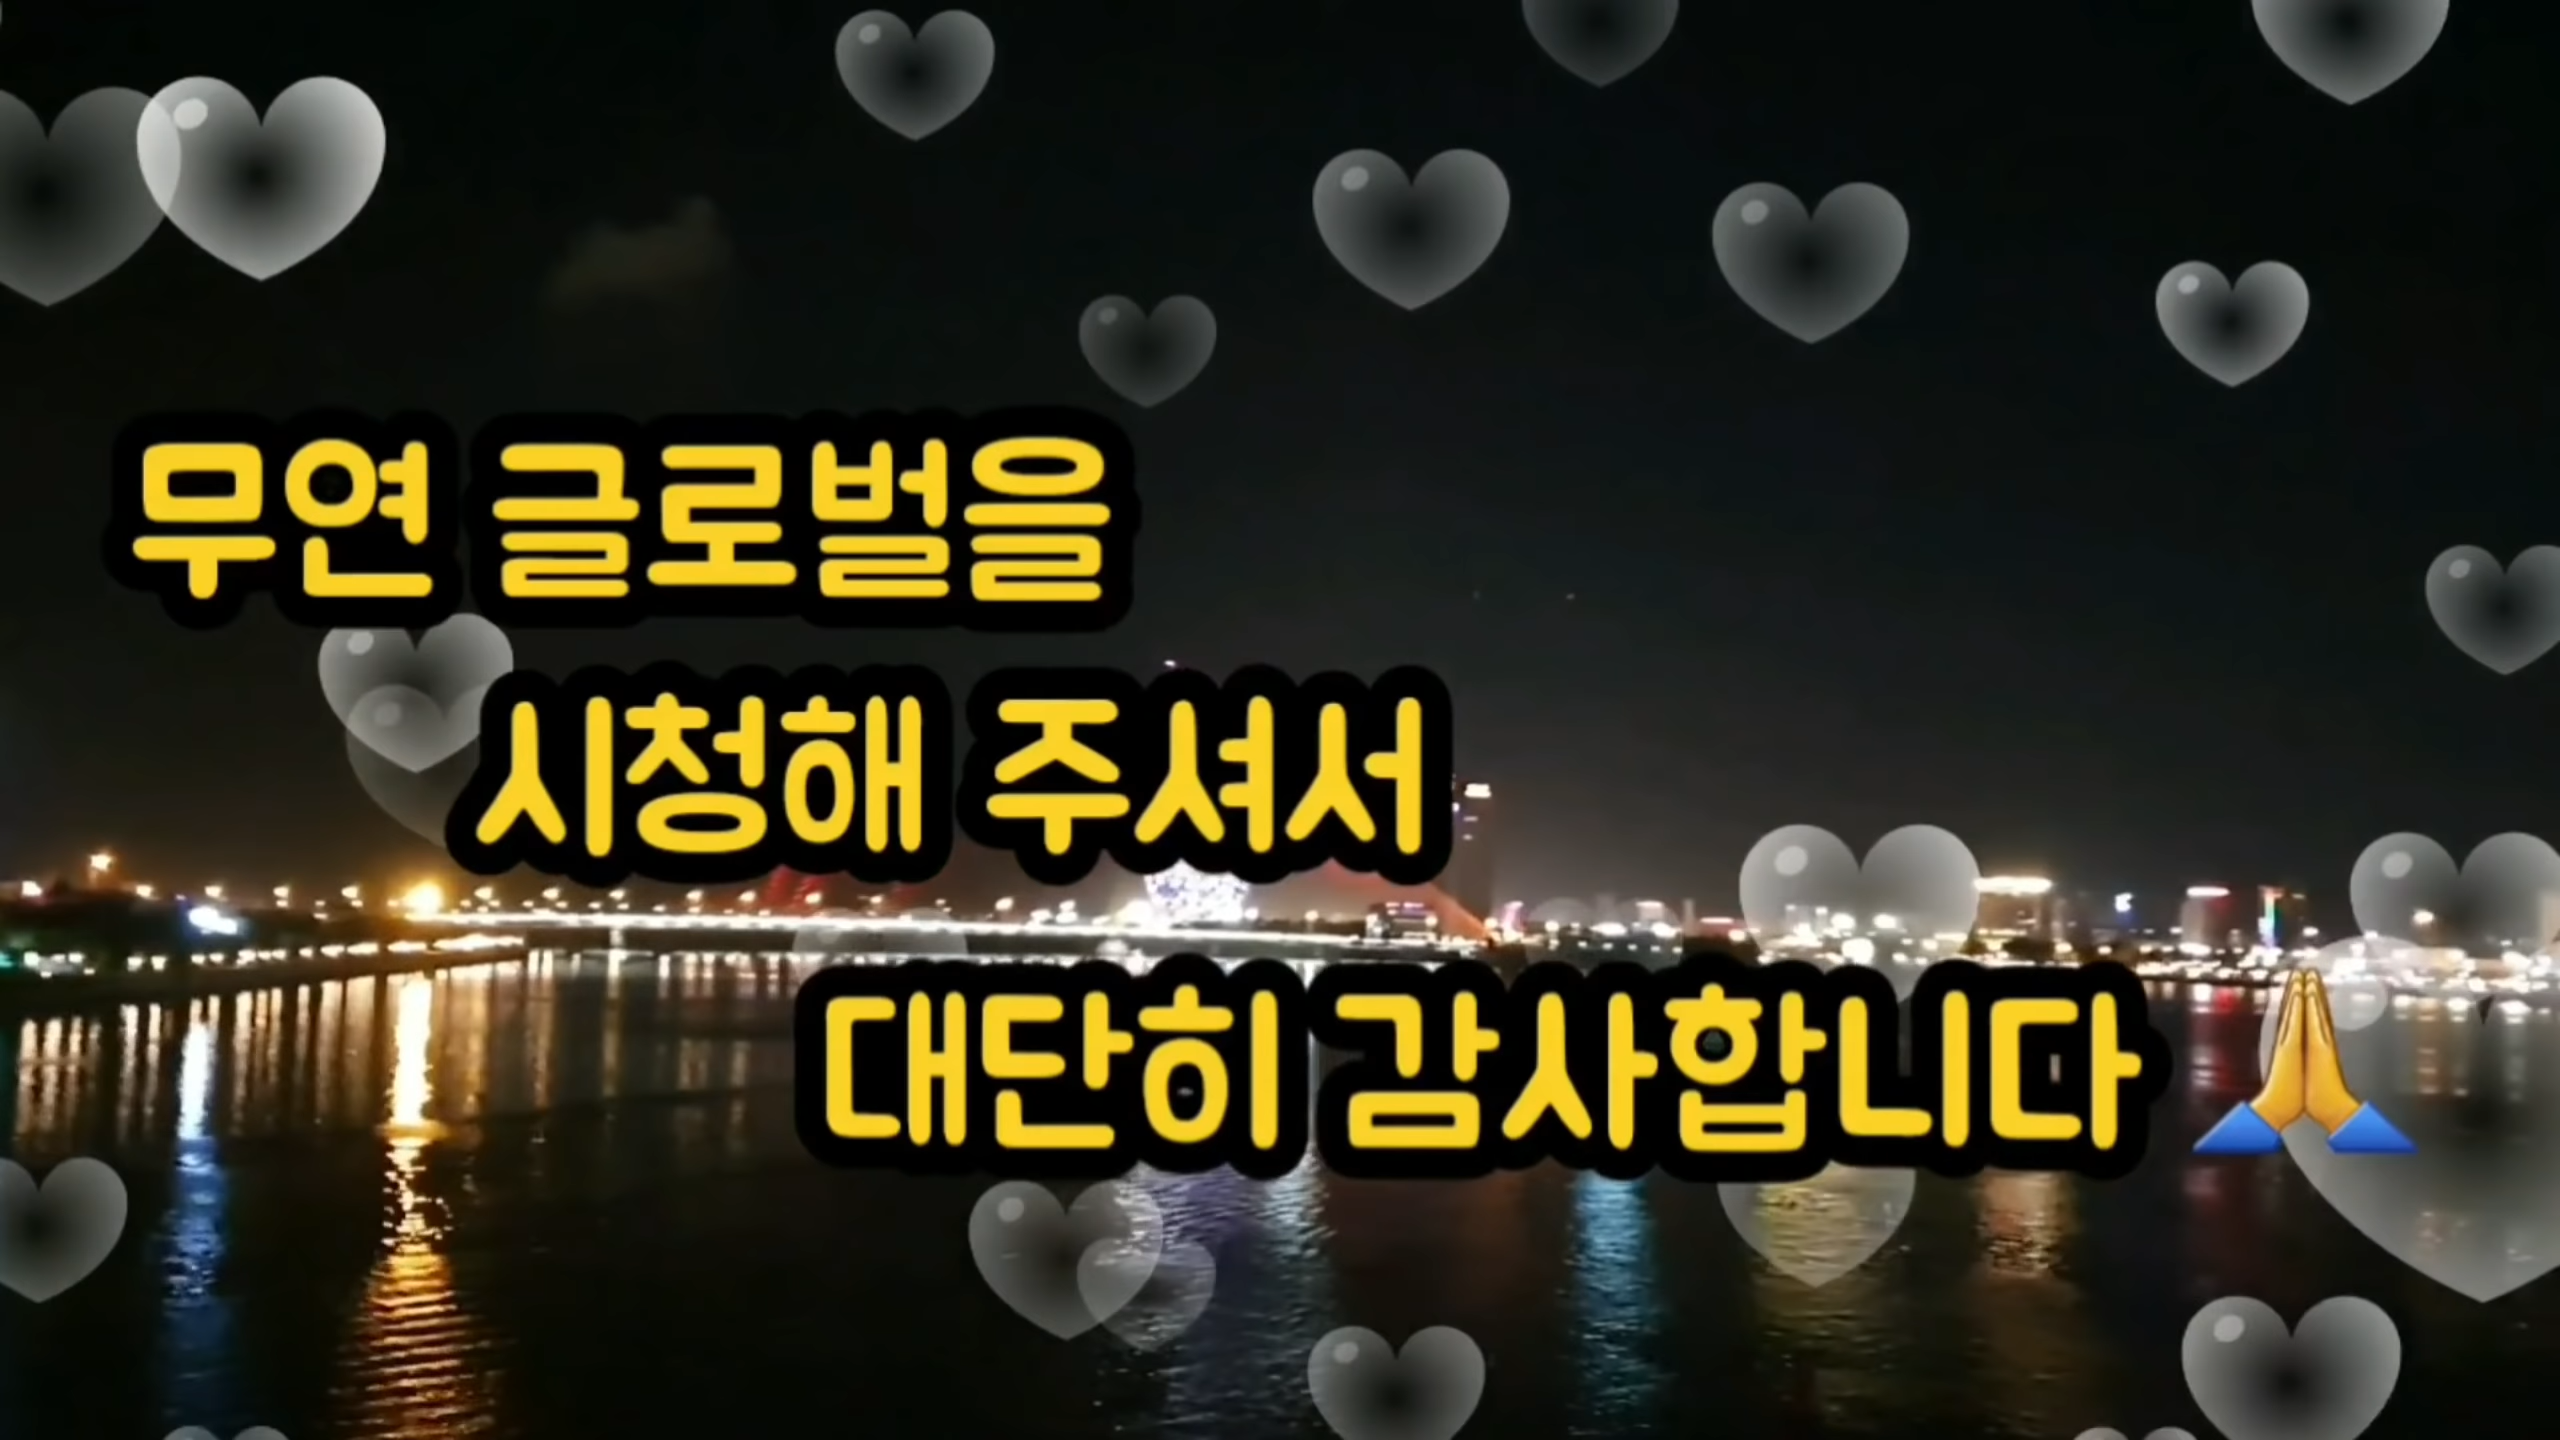 무연 글로벌을
시청해 주셔서
대단히 감사합니다 🙏